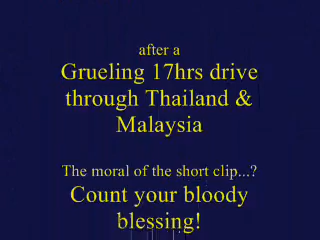 after a
Grueling 17hrs drive
through Thailand &
Malaysia
The moral of the short clip...?
Count your bloody
blessing!